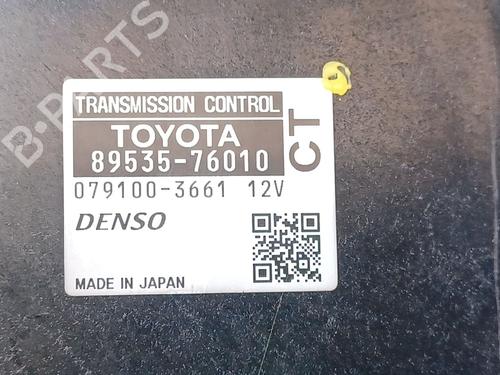 B-PARTS
TRANSMISSION CONTROL
TOYOTA
89535-76010
CT
079100-3661 12V
DENSO
MADE IN JAPAN